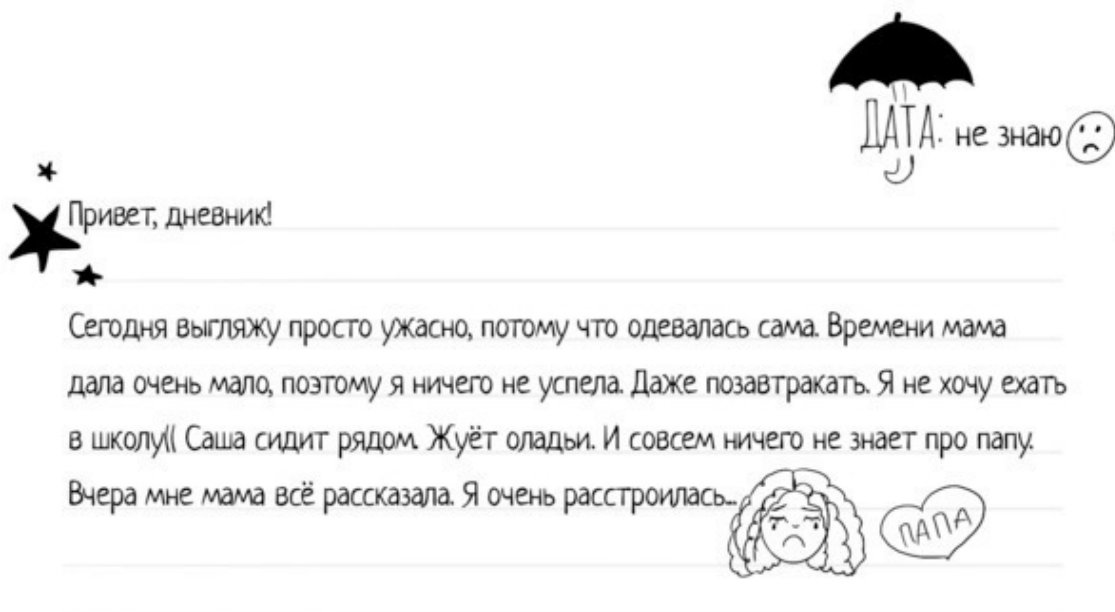 ДАТА: не знаю
Привет, дневник!
Сегодня выгляжу просто ужасно, потому что одевалась сама. Времени мама
дала очень мало, поэтому я ничего не успела. Даже позавтракать. Я не хочу ехать
в школу(( Саша сидит рядом. Жуёт оладьи. И совсем ничего не знает про папу.
Вчера мне мама всё рассказала. Я очень расстроилась...
ПАПА